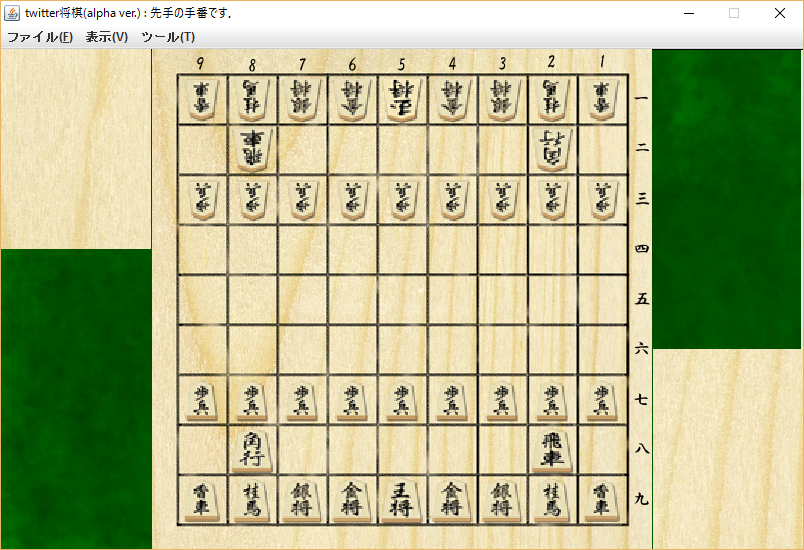 twitter将棋(alpha ver.) : 先手の手番です.
ファイル(F) 表示(V) ツール(T)
9 8 7 6 5 4 3 2 1
香車 桂馬 銀将 金将 玉将 金将 銀将 桂馬 香車 一
飛車 角行 二
歩兵 歩兵 歩兵 歩兵 歩兵 歩兵 歩兵 歩兵 歩兵 三
四
五
六
歩兵 歩兵 歩兵 歩兵 歩兵 歩兵 歩兵 歩兵 歩兵 七
角行 飛車 八
香車 桂馬 銀将 金将 王将 金将 銀将 桂馬 香車 九